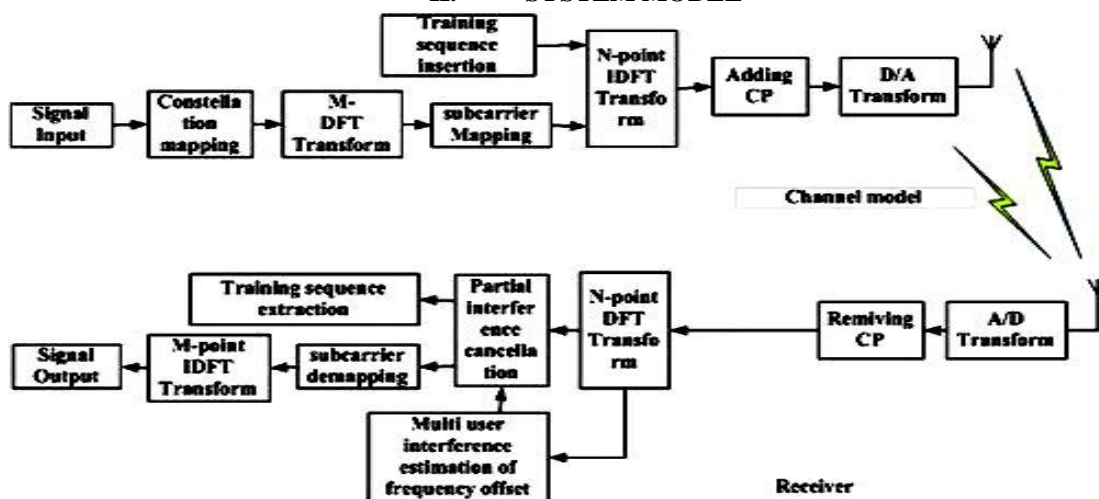 II. SYSTEM MODEL
Training
sequence
insertion
N-point
IDFT
Transfo
rm
Adding
CP
D/A
Transform
Signal
Input
Constella
tion
mapping
M-
DFT
Transform
subcarrier
Mapping
Channel model
Training sequence
extraction
Partial
interfer
ence
cancella
tion
N-point
DFT
Transfo
rm
Remiving
CP
A/D
Transform
Signal
Output
M-point
IDFT
Transform
subcarrier
demapping
Multi user
interference
estimation of
frequency offset
Receiver